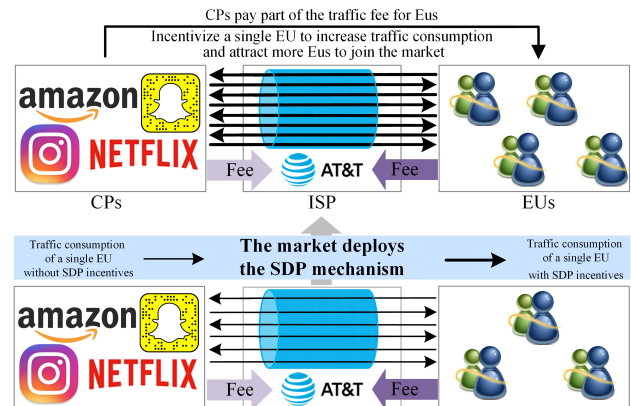 CPs pay part of the traffic fee for Eus
Incentivize a single EU to increase traffic consumption
and attract more Eus to join the market
amazon
NETFLIX
Fee
AT&T
Fee
CPs
ISP
EUs
Traffic consumption
of a single EU
without SDP incentives
The market deploys
the SDP mechanism
Traffic consumption
of a single EU
with SDP incentives
amazon
NETFLIX
Fee
AT&T
Fee